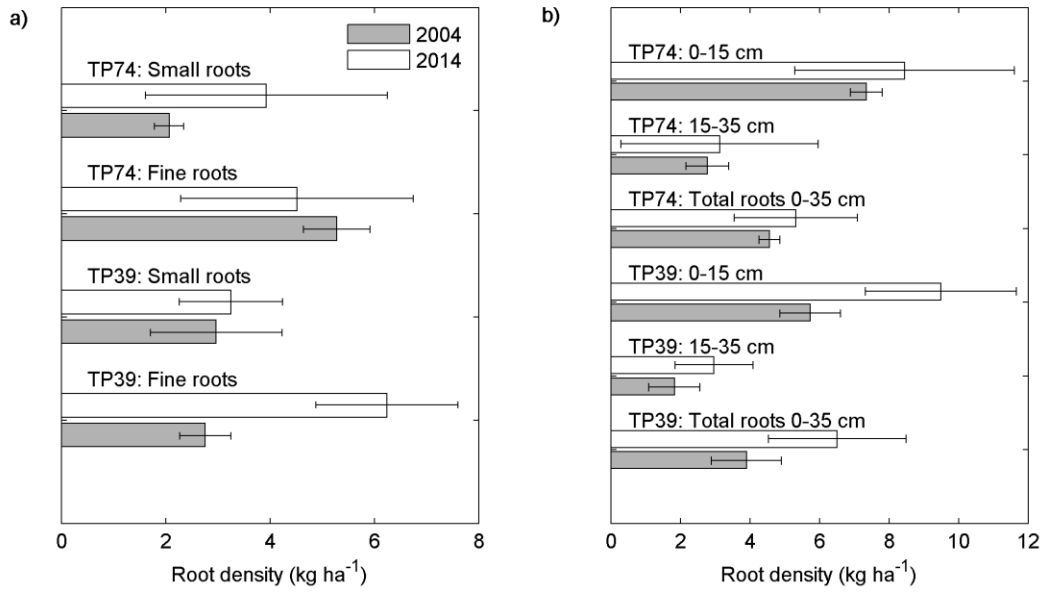 a)
2004
2014
TP74: Small roots
TP74: Fine roots
TP39: Small roots
TP39: Fine roots
0 2 4 6 8
Root density (kg ha⁻¹)
b)
TP74: 0-15 cm
TP74: 15-35 cm
TP74: Total roots 0-35 cm
TP39: 0-15 cm
TP39: 15-35 cm
TP39: Total roots 0-35 cm
0 2 4 6 8 10 12
Root density (kg ha⁻¹)